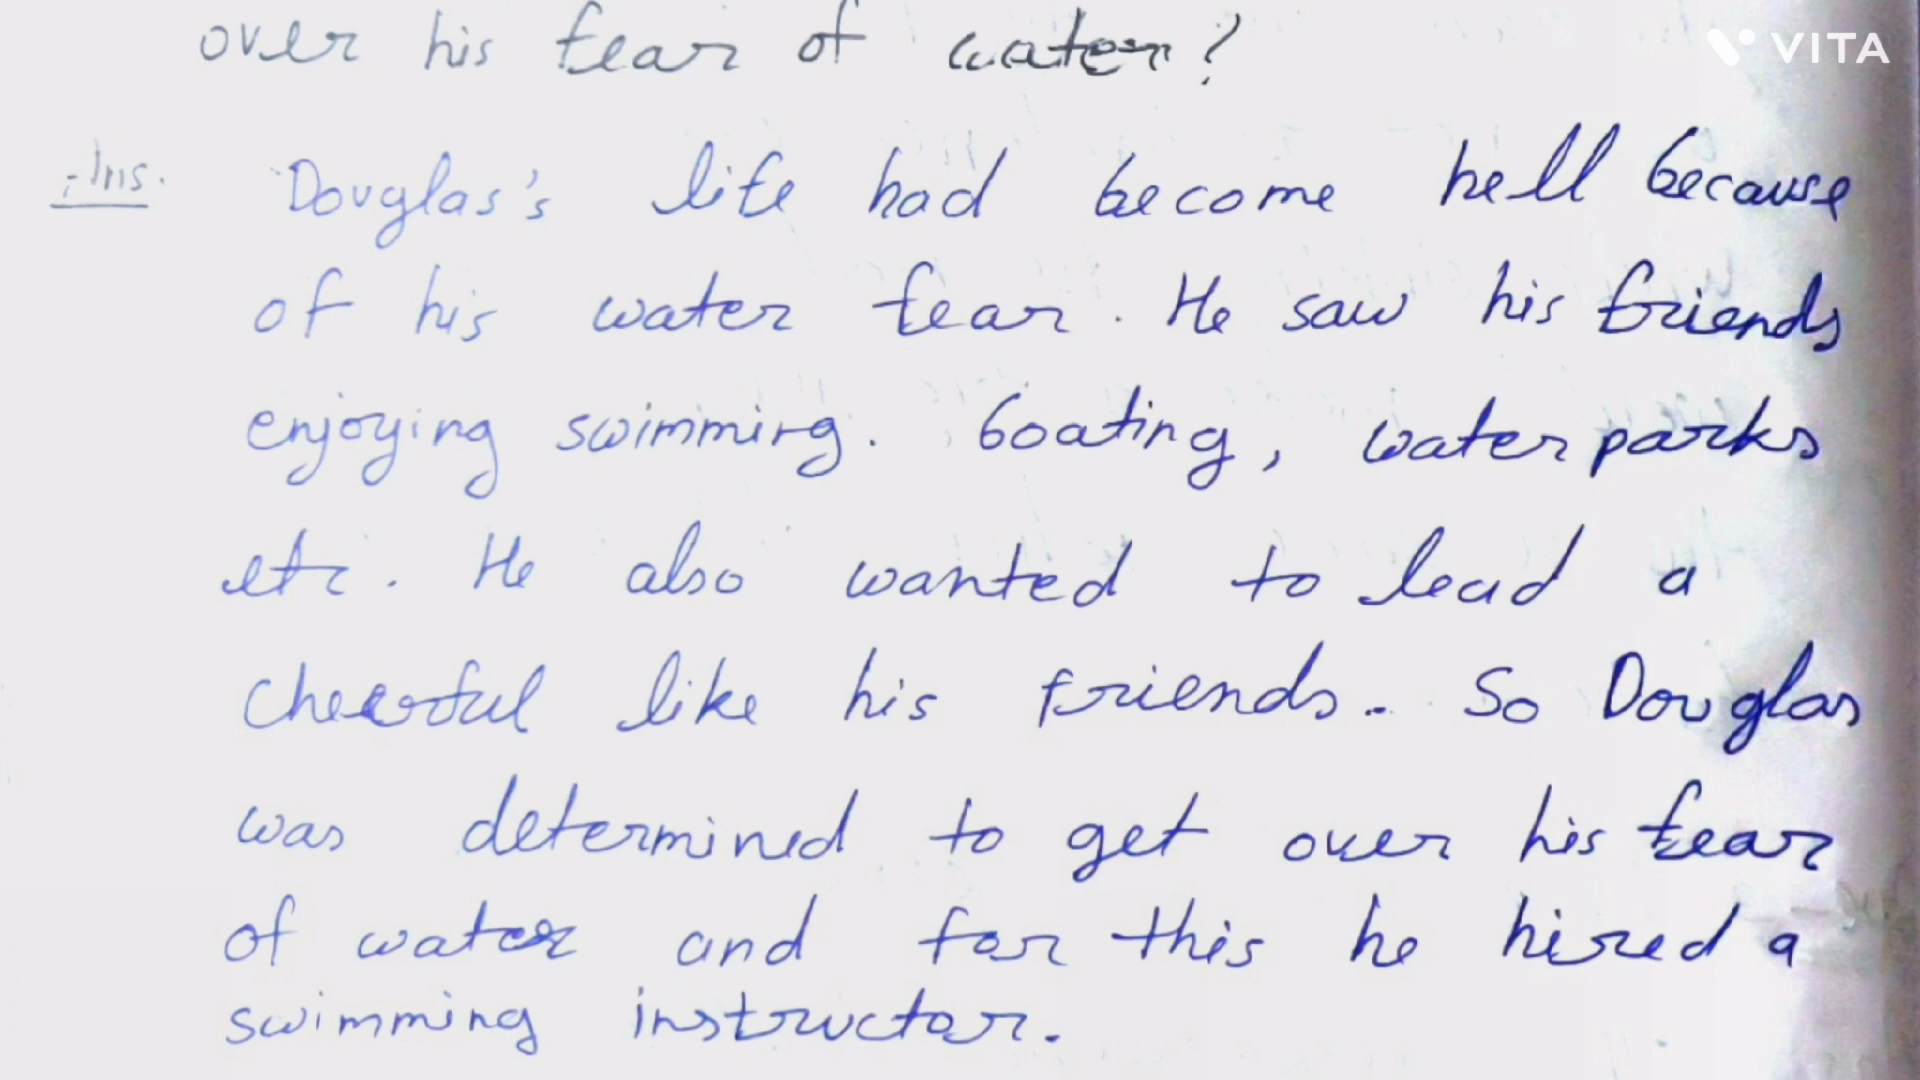 over his fear of water?
VITA
Ans. Douglas's life had become hell because
of his water fear. He saw his friends
enjoying swimming. boating, water parks
etc. He also wanted to lead a
cheerful like his friends. So Douglas
was determined to get over his fear
of water and for this he hired a
swimming instructor.